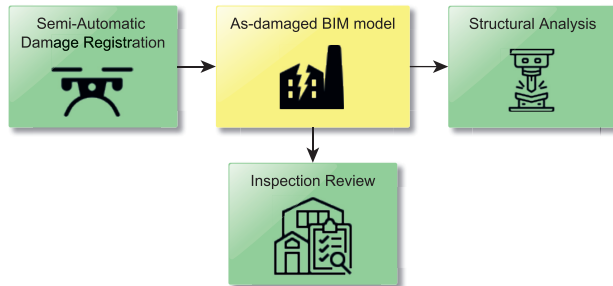 Semi-Automatic
Damage Registration
As-damaged BIM model
Structural Analysis
Inspection Review